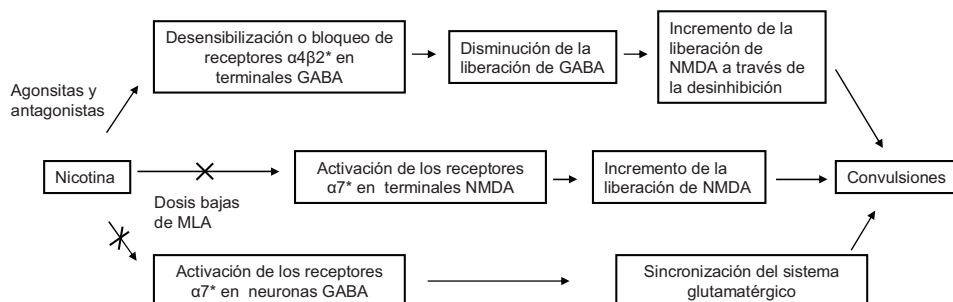 Desensibilización o bloqueo de
receptores α4β2* en
terminales GABA
Disminución de la
liberación de GABA
Incremento de la
liberación de
NMDA a través de
la desinhibición
Agonsitas y
antagonistas
Nicotina
Dosis bajas
de MLA
Activación de los receptores
α7* en terminales NMDA
Incremento de la
liberación de NMDA
Convulsiones
Activación de los receptores
α7* en neuronas GABA
Sincronización del sistema
glutamatérgico